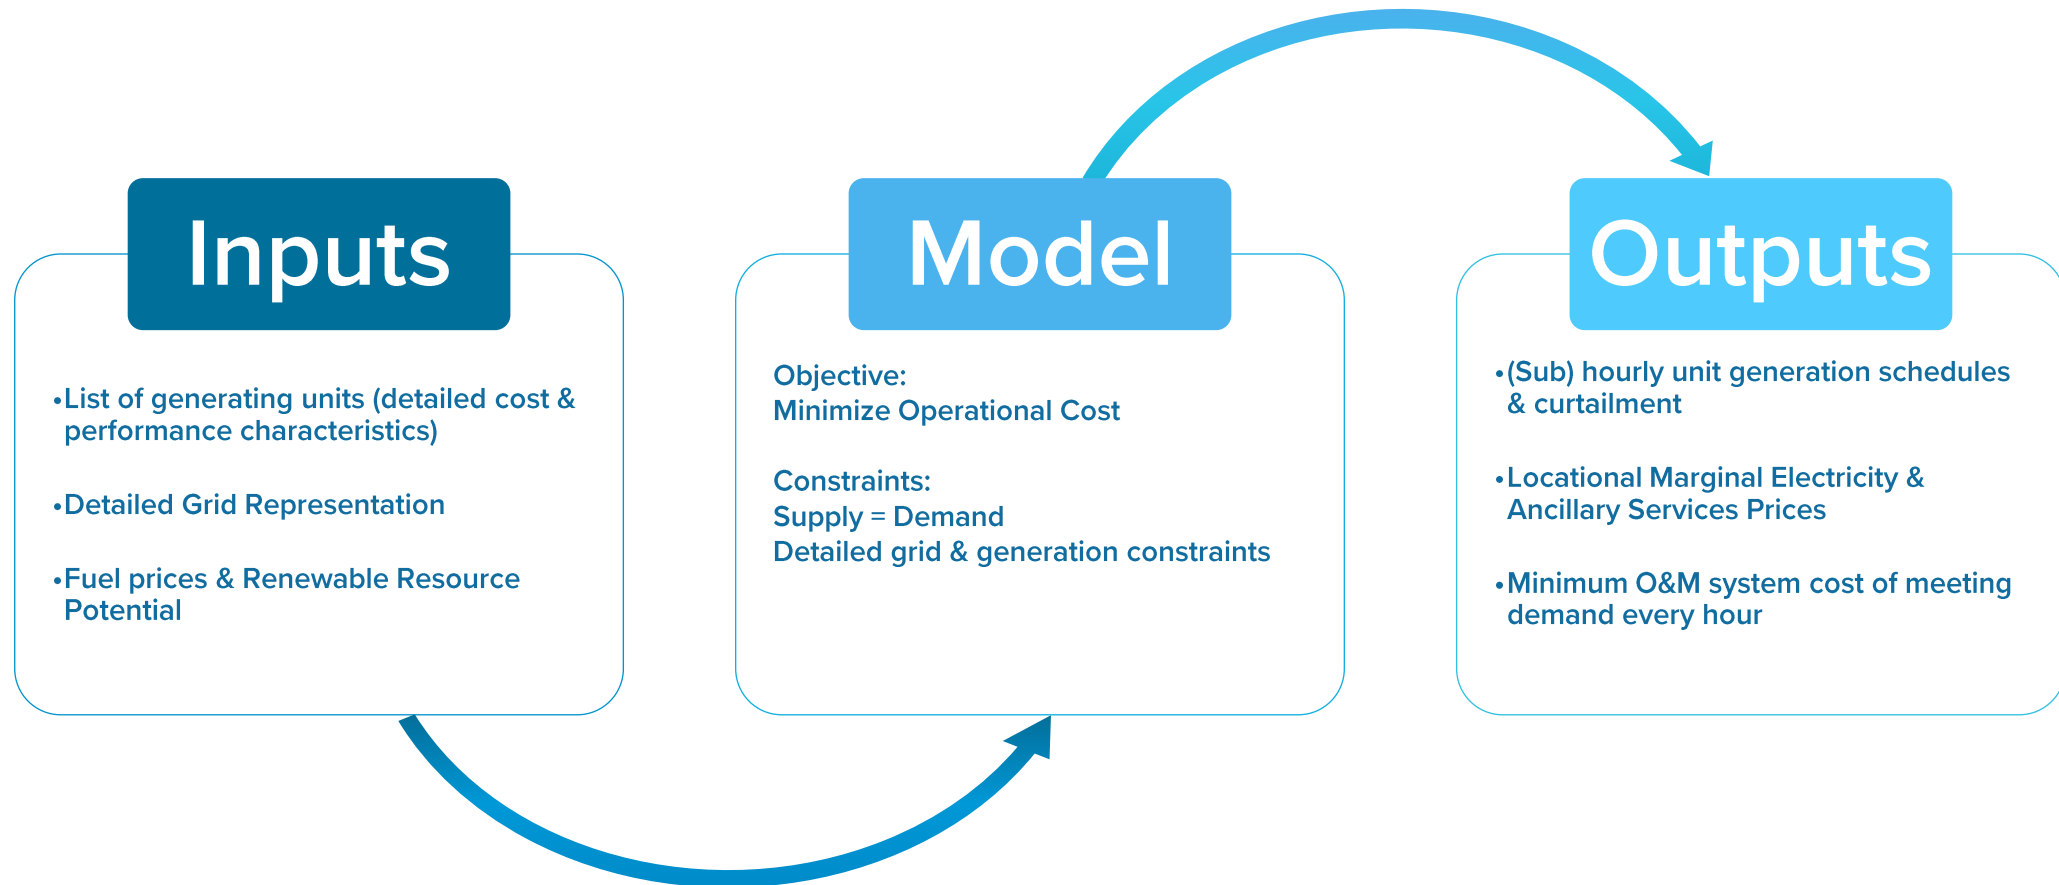 Inputs
•List of generating units (detailed cost &
performance characteristics)
•Detailed Grid Representation
•Fuel prices & Renewable Resource
Potential
Model
Objective:
Minimize Operational Cost
Constraints:
Supply = Demand
Detailed grid & generation constraints
Outputs
•(Sub) hourly unit generation schedules
& curtailment
•Locational Marginal Electricity &
Ancillary Services Prices
•Minimum O&M system cost of meeting
demand every hour